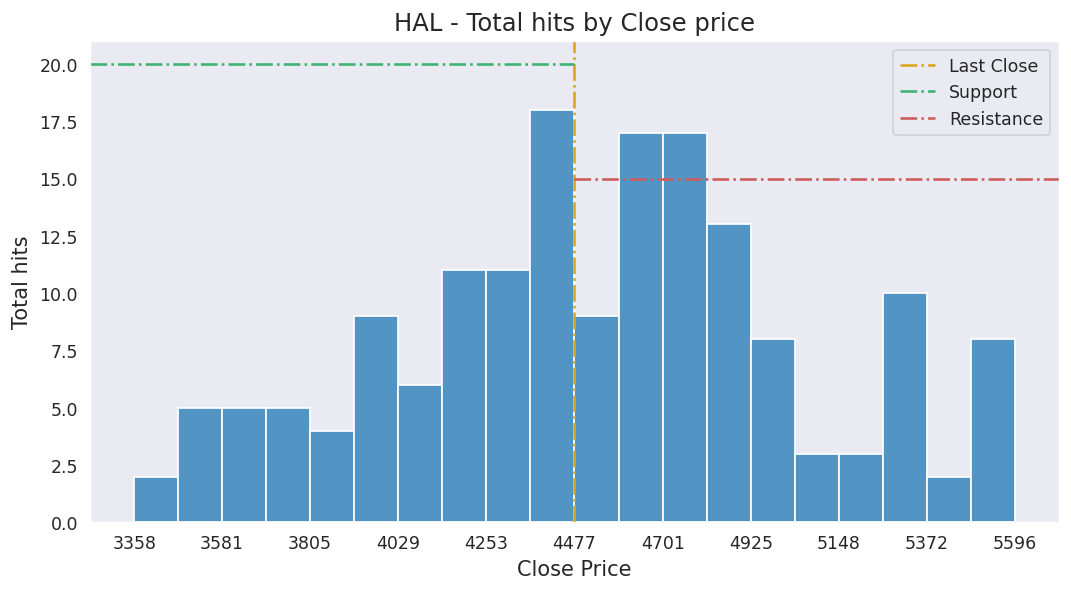 HAL - Total hits by Close price
Last Close
Support
Resistance
Total hits
20.0
17.5
15.0
12.5
10.0
7.5
5.0
2.5
0.0
3358 3581 3805 4029 4253 4477 4701 4925 5148 5372 5596
Close Price